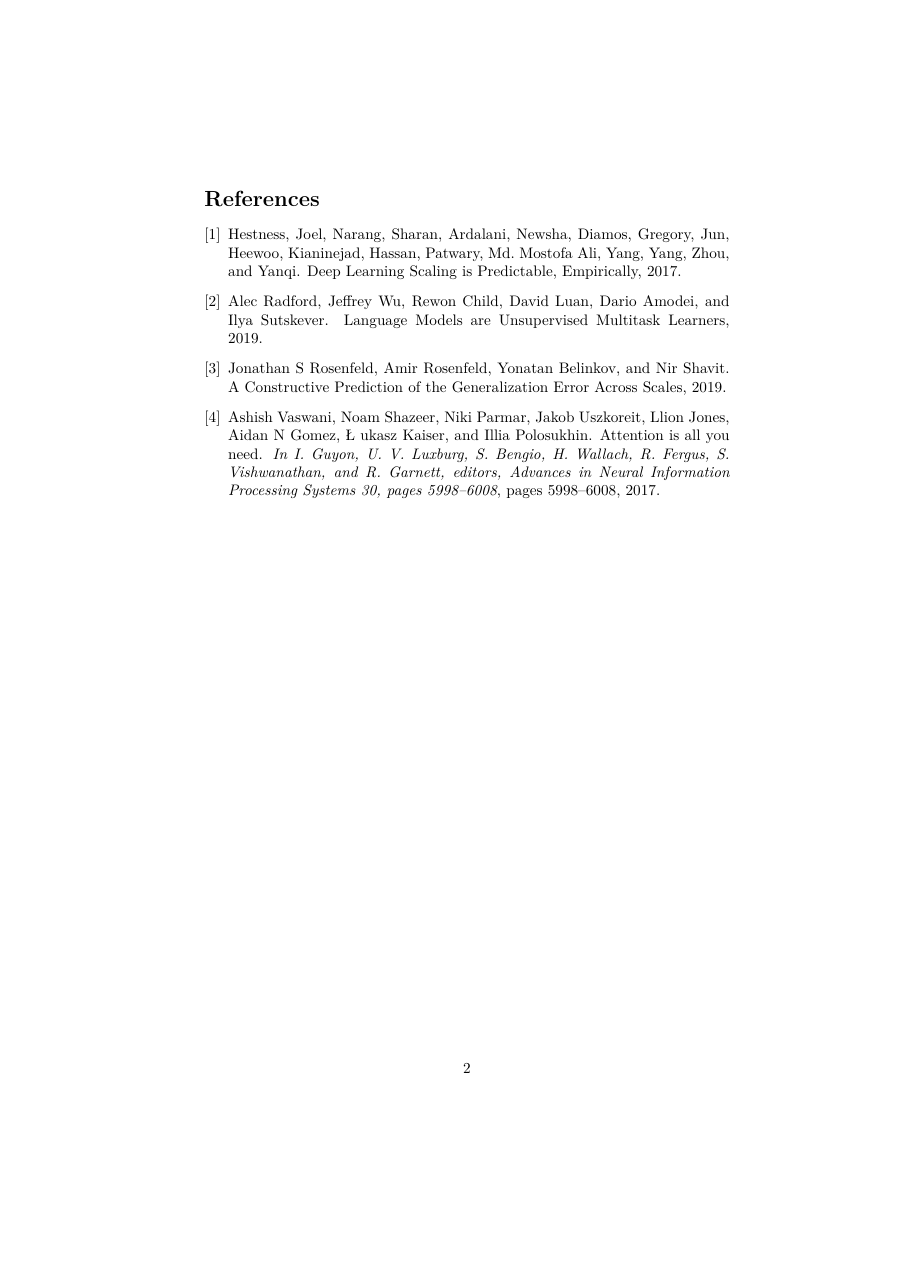 References
[1] Hestness, Joel, Narang, Sharan, Ardalani, Newsha, Diamos, Gregory, Jun,
Heewoo, Kianinejad, Hassan, Patwary, Md. Mostofa Ali, Yang, Yang, Zhou,
and Yanqi. Deep Learning Scaling is Predictable, Empirically, 2017.
[2] Alec Radford, Jeffrey Wu, Rewon Child, David Luan, Dario Amodei, and
Ilya Sutskever. Language Models are Unsupervised Multitask Learners,
2019.
[3] Jonathan S Rosenfeld, Amir Rosenfeld, Yonatan Belinkov, and Nir Shavit.
A Constructive Prediction of the Generalization Error Across Scales, 2019.
[4] Ashish Vaswani, Noam Shazeer, Niki Parmar, Jakob Uszkoreit, Llion Jones,
Aidan N Gomez, Ł ukasz Kaiser, and Illia Polosukhin. Attention is all you
need. In I. Guyon, U. V. Luxburg, S. Bengio, H. Wallach, R. Fergus, S.
Vishwanathan, and R. Garnett, editors, Advances in Neural Information
Processing Systems 30, pages 5998–6008, pages 5998–6008, 2017.
2